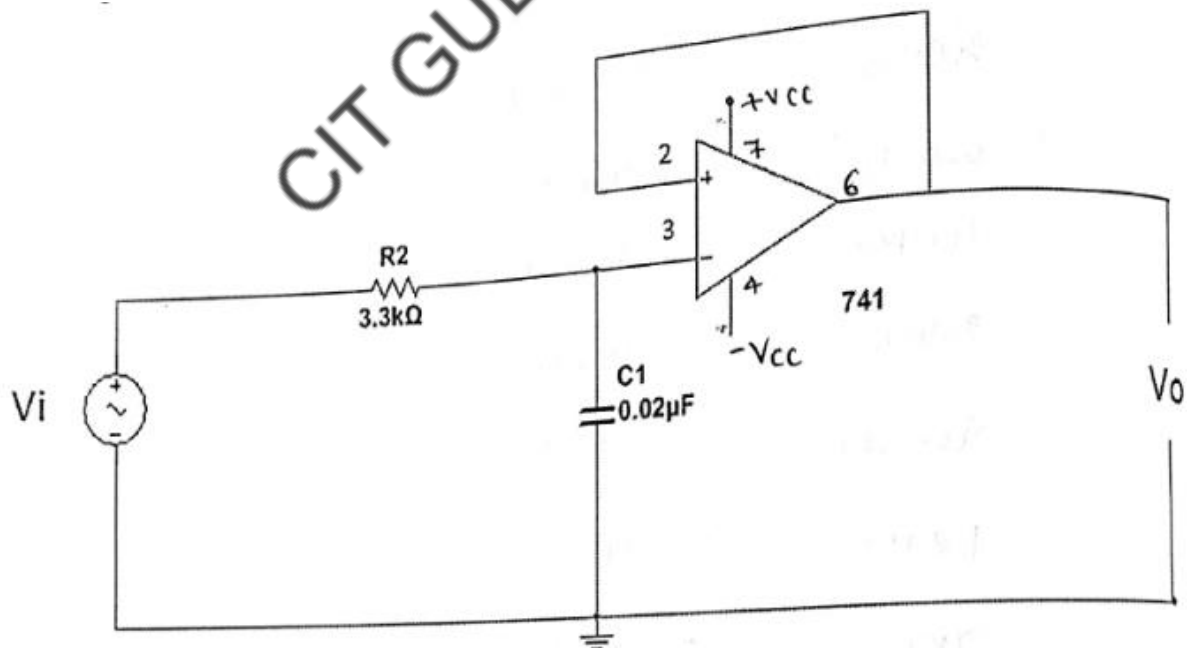 CIT GU
+VCC
7
2
+
6
3
-
R2
3.3kΩ
4
741
-VCC
Vi
+
-
C1
0.02μF
Vo